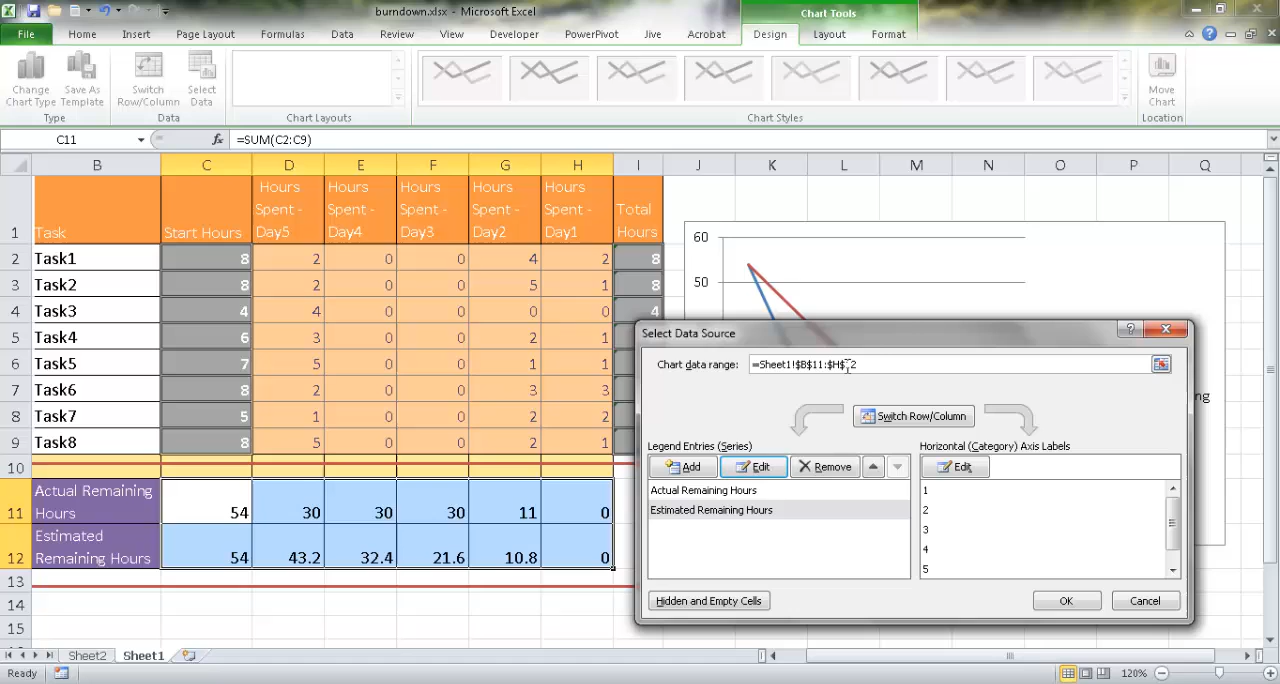 burndown.xlsx - Microsoft Excel
Chart Tools
File Home Insert Page Layout Formulas Data Review View Developer PowerPivot Jive Acrobat Design Layout Format
Change Chart Type
Save As Template
Type
Switch Row/Column
Select Data
Data
Chart Layouts
Chart Styles
Move Chart
Location
C11 fx =SUM(C2:C9)
B C D E F G H I J K L M N O P Q
1 Task Start Hours Hours Spent - Day5 Hours Spent - Day4 Hours Spent - Day3 Hours Spent - Day2 Hours Spent - Day1 Total Hours
2 Task1 8 2 0 0 4 2 8
3 Task2 8 2 0 0 5 1 8
4 Task3 4 4 0 0 0 0 4
5 Task4 6 3 0 0 2 1
6 Task5 7 5 0 0 1 1
7 Task6 8 2 0 0 3 3
8 Task7 5 1 0 0 2 2
9 Task8 8 5 0 0 2 1
10
11 Actual Remaining Hours 54 30 30 30 11 0
12 Estimated Remaining Hours 54 43.2 32.4 21.6 10.8 0
13
14
15
60
50
ng
Select Data Source
Chart data range: =Sheet1!$B$11:$H$ 2
Switch Row/Column
Legend Entries (Series)
Add Edit Remove
Actual Remaining Hours
Estimated Remaining Hours
Horizontal (Category) Axis Labels
Edit
1
2
3
4
5
Hidden and Empty Cells
OK Cancel
Sheet2 Sheet1
Ready 120%